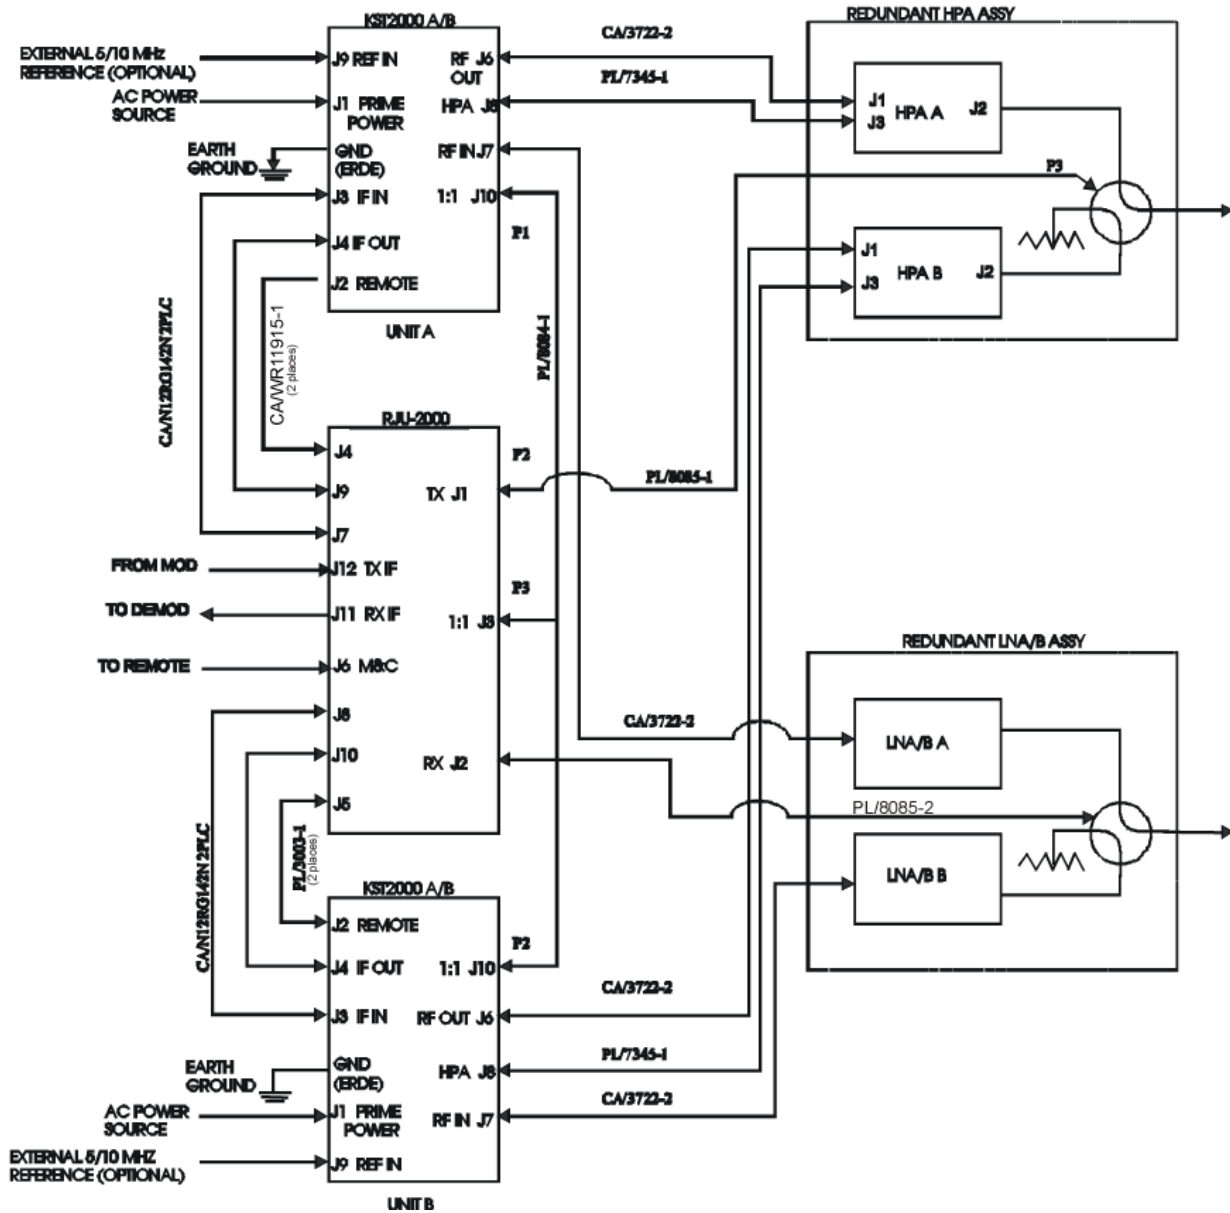 KST2000 A/B
REDUNDANT HPA ASSY
EXTERNAL 5/10 MHz
REFERENCE (OPTIONAL)
J9 REF IN
RF J6
OUT
CA/3722-2
AC POWER
SOURCE
J1 PRIME
POWER
HPA J8
PL/7345-1
J1
J3
HPA A
J2
EARTH
GROUND
GND
(ERDE)
RF IN J7
P3
J3 IF IN
1:1 J10
P1
J4 IF OUT
J1
J3
HPA B
J2
J2 REMOTE
UNIT A
CA/N12RG142N 2PLC
CA/WR11915-1
(2 places)
PL/8084-1
RJU-2000
J4
P2
J9
TX J1
PL/8085-1
J7
FROM MOD
J12 TX IF
P3
TO DEMOD
J11 RX IF
1:1 J3
TO REMOTE
J6 M&C
REDUNDANT LNA/B ASSY
J8
CA/3722-2
LNA/B A
J10
RX J2
J5
PL/8085-2
CA/N12RG142N 2PLC
PL/3003-1
(2 places)
LNA/B B
KST2000 A/B
J2 REMOTE
P2
J4 IF OUT
1:1 J10
CA/3722-2
J3 IF IN
RF OUT J6
EARTH
GROUND
GND
(ERDE)
HPA J8
PL/7345-1
AC POWER
SOURCE
J1 PRIME
POWER
RF IN J7
CA/3722-2
EXTERNAL 5/10 MHZ
REFERENCE (OPTIONAL)
J9 REF IN
UNIT B